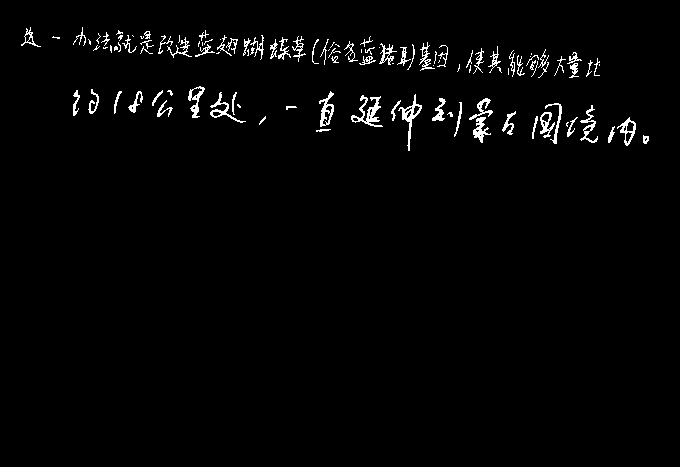 这一办法就是改造蓝翅蝴蝶草(俗名蓝猪耳)基因,使其能够大量比
约18公里处,一直延伸到蒙古国境内。